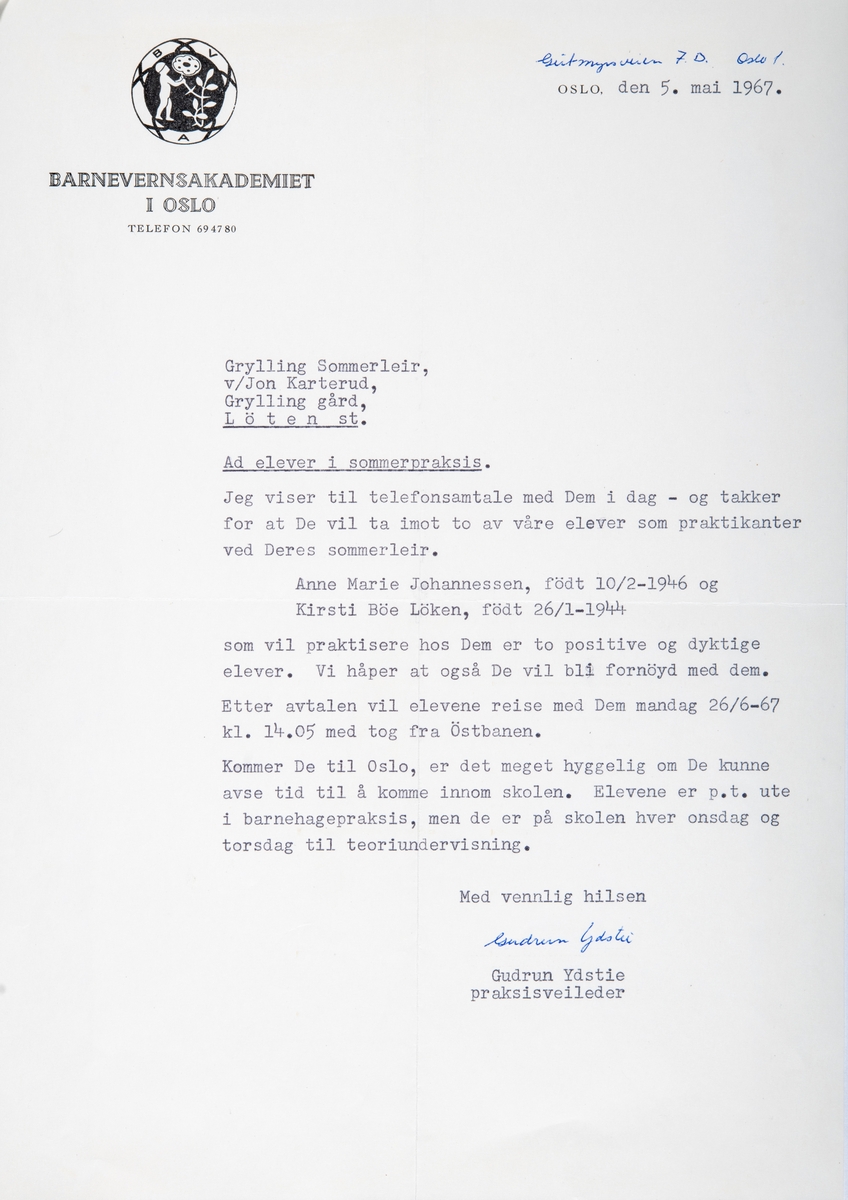 B V A
Geitmyrsveien 7. D. Oslo 1.
OSLO, den 5. mai 1967.
BARNEVERNSAKADEMIET
I OSLO
TELEFON 69 47 80
Grylling Sommerleir,
v/Jon Karterud,
Grylling gård,
L ö t e n st.
Ad elever i sommerpraksis.
Jeg viser til telefonsamtale med Dem i dag - og takker
for at De vil ta imot to av våre elever som praktikanter
ved Deres sommerleir.
Anne Marie Johannessen, födt 10/2-1946 og
Kirsti Böe Löken, födt 26/1-1944
som vil praktisere hos Dem er to positive og dyktige
elever. Vi håper at også De vil bli fornöyd med dem.
Etter avtalen vil elevene reise med Dem mandag 26/6-67
kl. 14.05 med tog fra Östbanen.
Kommer De til Oslo, er det meget hyggelig om De kunne
avse tid til å komme innom skolen. Elevene er p.t. ute
i barnehagepraksis, men de er på skolen hver onsdag og
torsdag til teoriundervisning.
Med vennlig hilsen
Gudrun Ydstie
Gudrun Ydstie
praksisveileder